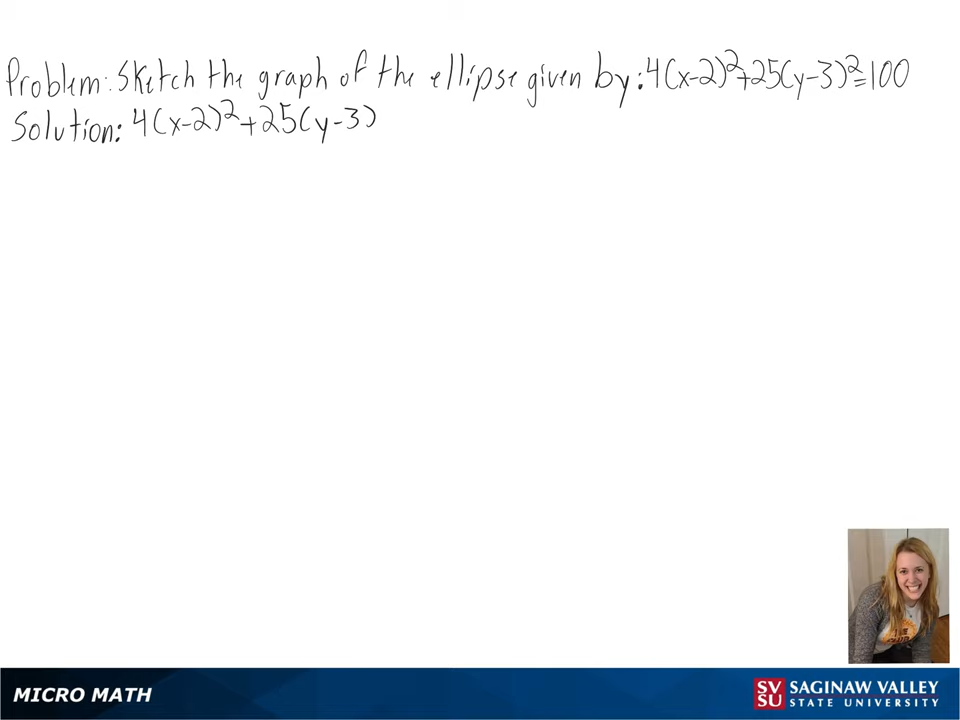 Problem: Sketch the graph of the ellipse given by: 4(x-2)²+25(y-3)²=100
Solution: 4(x-2)²+25(y-3)
MICRO MATH
SV SU SAGINAW VALLEY
STATE UNIVERSITY